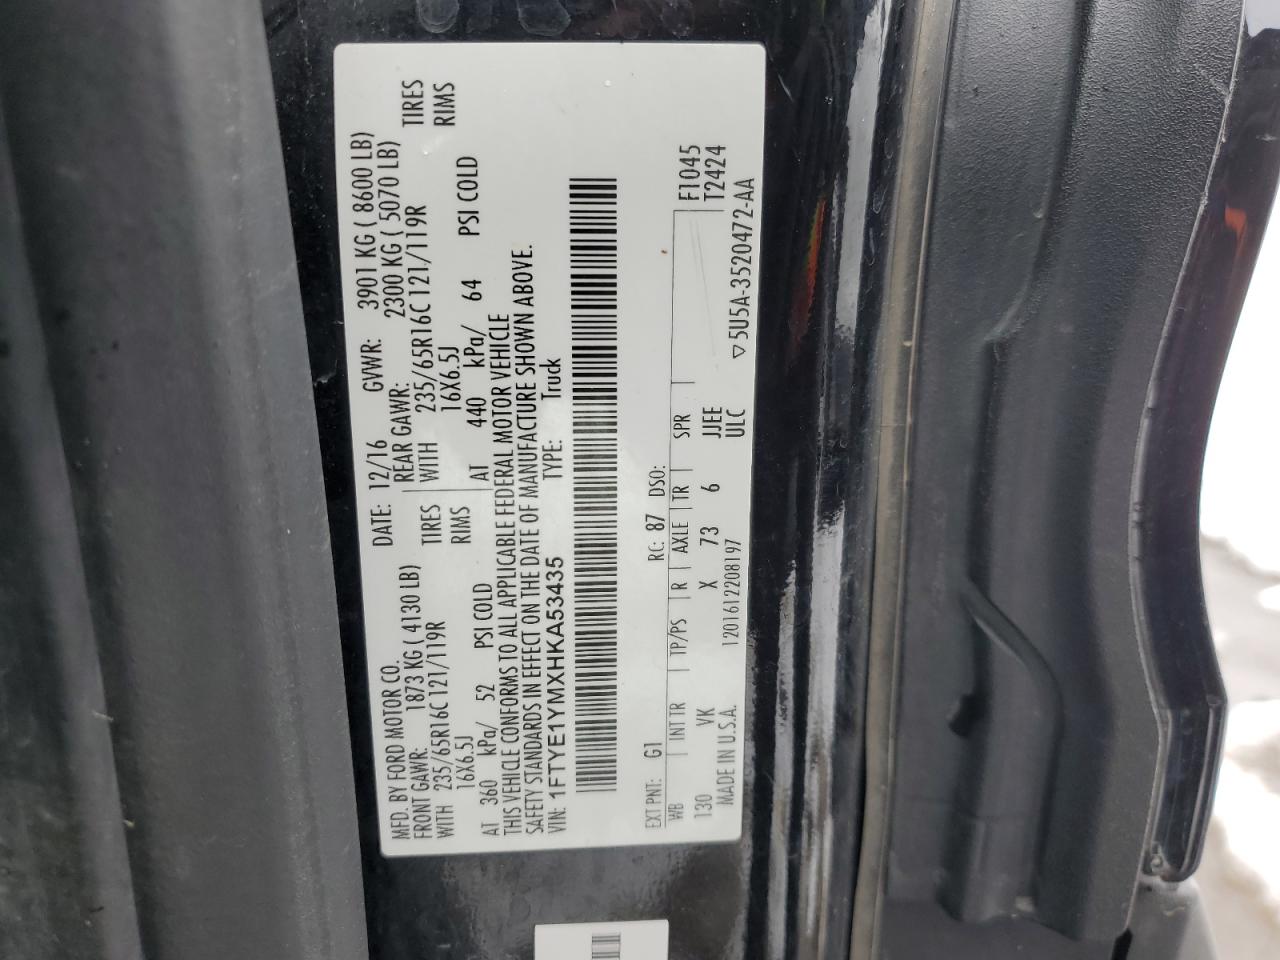 MFD. BY FORD MOTOR CO. DATE: 12/16 GVWR: 3901 KG ( 8600 LB)
FRONT GAWR: 1873 KG ( 4130 LB) REAR GAWR: 2300 KG ( 5070 LB)
WITH 235/65R16C 121/119R TIRES WITH 235/65R16C 121/119R TIRES
16X6.5J RIMS 16X6.5J RIMS
AT 360 kPa/ 52 PSI COLD AT 440 kPa/ 64 PSI COLD
THIS VEHICLE CONFORMS TO ALL APPLICABLE FEDERAL MOTOR VEHICLE
SAFETY STANDARDS IN EFFECT ON THE DATE OF MANUFACTURE SHOWN ABOVE.
VIN: 1FTYE1YMXHKA53435 TYPE: Truck
EXT PNT: G1 RC: 87 DSO:
WB INT TR TP/PS R AXLE TR SPR F1045
130 VK X 73 6 JJEE T2424
MADE IN U.S.A. 1201612208197 ULC ▽5U5A-3520472-AA